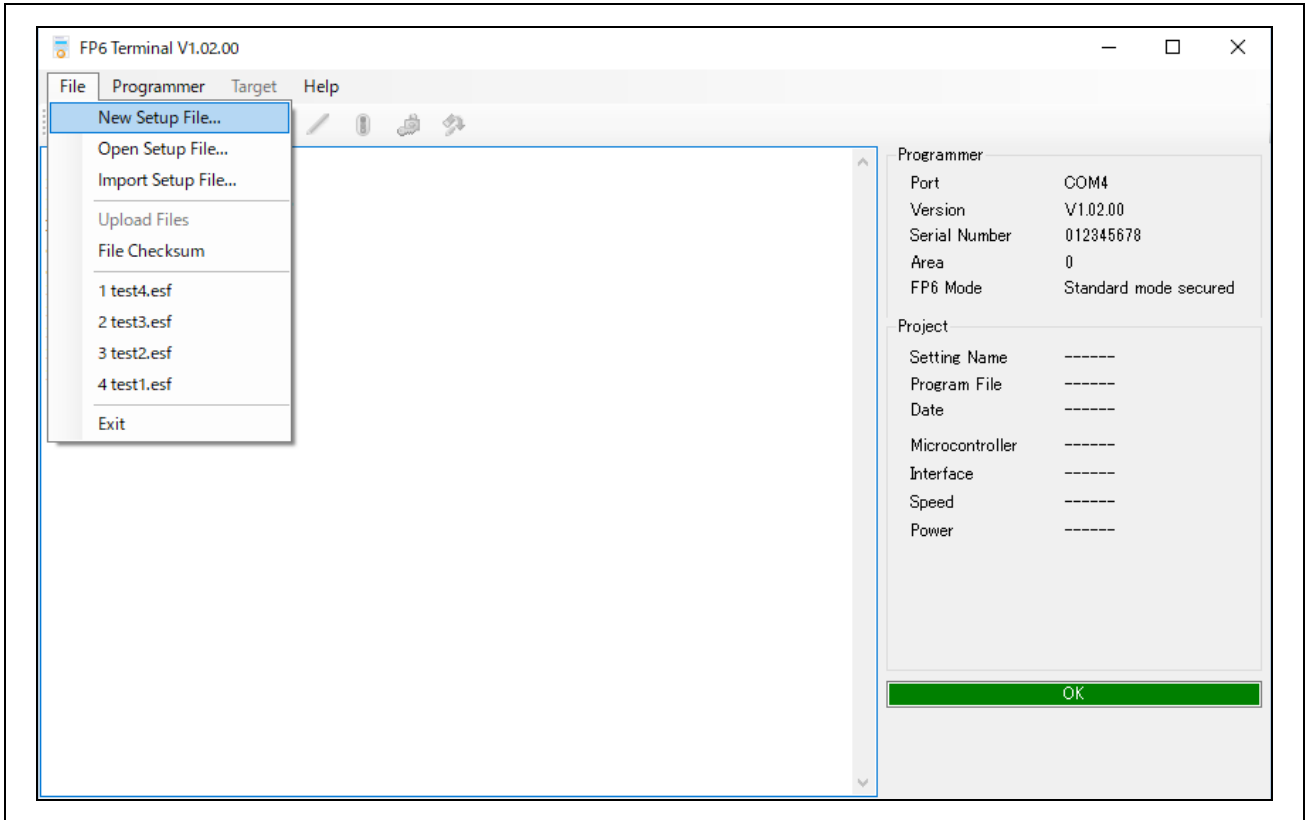 FP6 Terminal V1.02.00
File Programmer Target Help
New Setup File...
Open Setup File...
Import Setup File...
Upload Files
File Checksum
1 test4.esf
2 test3.esf
3 test2.esf
4 test1.esf
Exit
Programmer
Port COM4
Version V1.02.00
Serial Number 012345678
Area 0
FP6 Mode Standard mode secured
Project
Setting Name ------
Program File ------
Date ------
Microcontroller ------
Interface ------
Speed ------
Power ------
OK